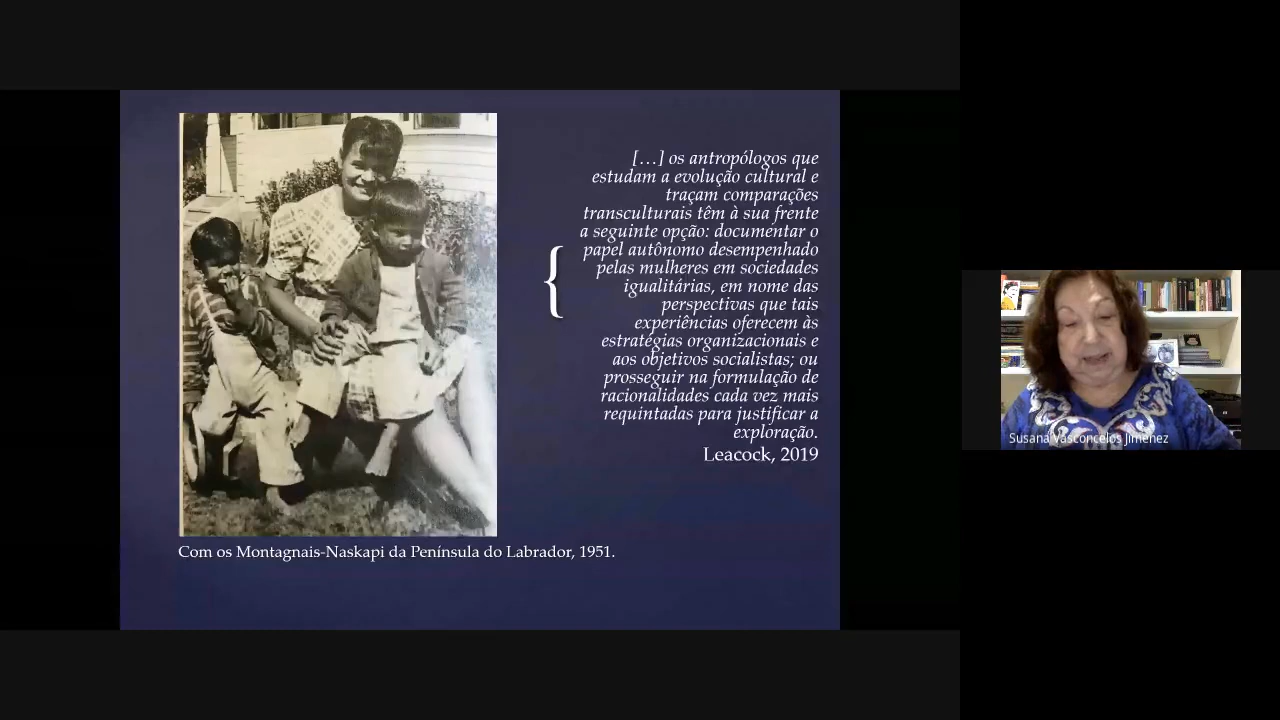 […] os antropólogos que
estudam a evolução cultural e
traçam comparações
transculturais têm à sua frente
a seguinte opção: documentar o
papel autônomo desempenhado
pelas mulheres em sociedades
igualitárias, em nome das
perspectivas que tais
experiências oferecem às
estratégias organizacionais e
aos objetivos socialistas; ou
prosseguir na formulação de
racionalidades cada vez mais
requintadas para justificar a
exploração.
Leacock, 2019
Com os Montagnais-Naskapi da Península do Labrador, 1951.
Susana Vasconcelos Jimenez